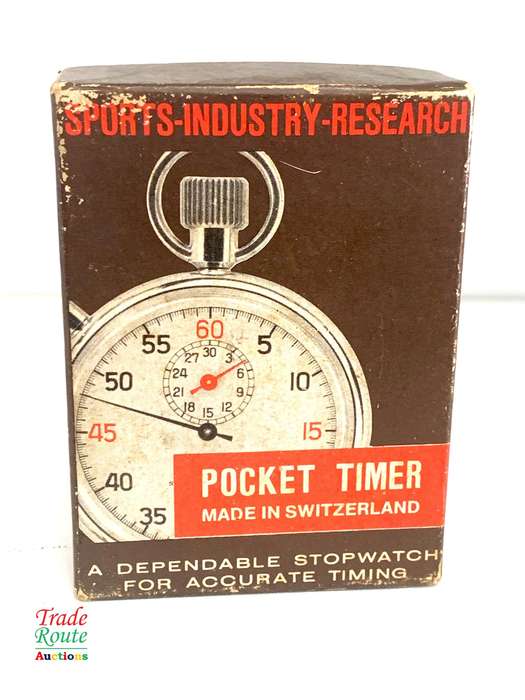 SPORTS-INDUSTRY-RESEARCH
60
55 5
30
27 3
50 24 6 10
21 9
18 15 12
45 15
40
35
POCKET TIMER
MADE IN SWITZERLAND
A DEPENDABLE STOPWATCH
FOR ACCURATE TIMING
Trade
Route
Auctions